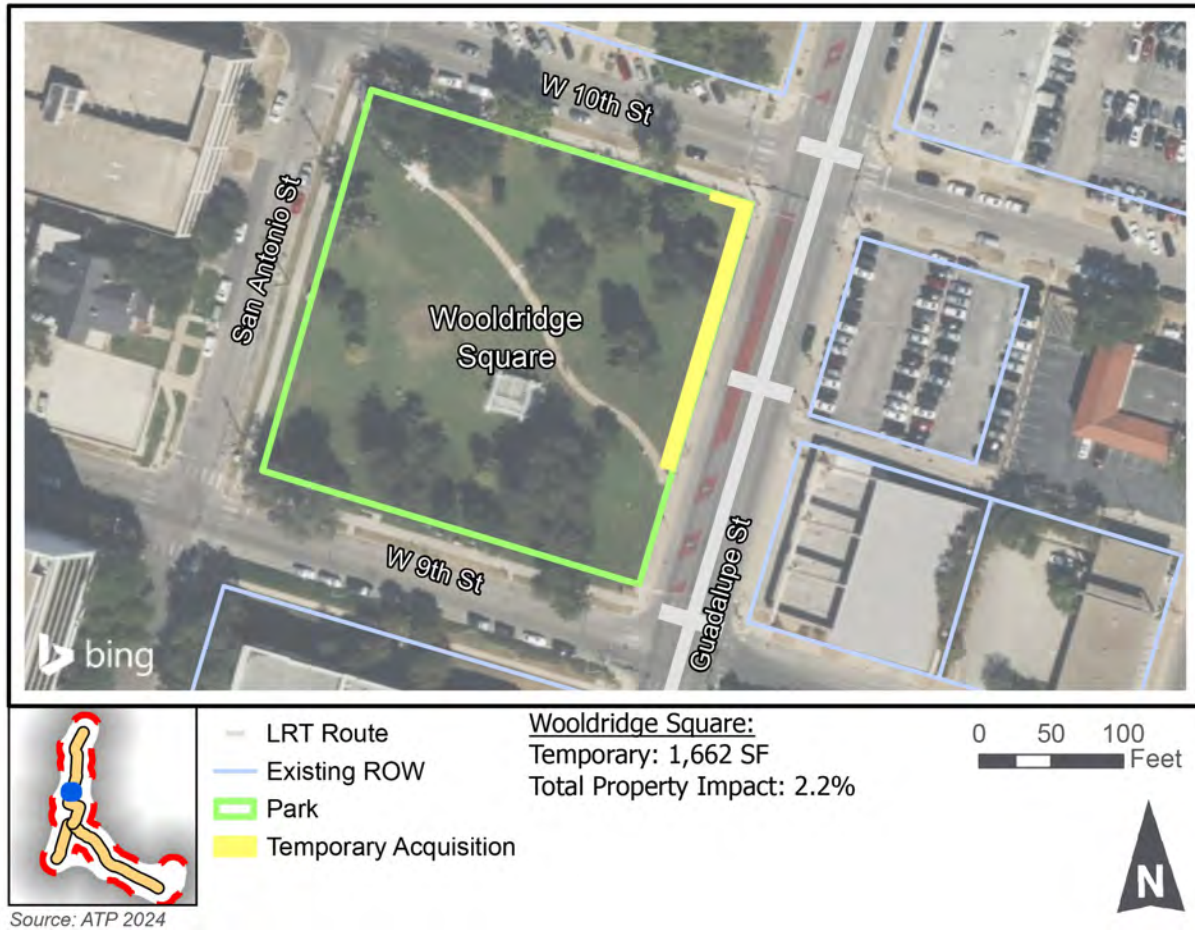 W 10th St
San Antonio St
Wooldridge
Square
W 9th St
Guadalupe St
bing
LRT Route
Existing ROW
Park
Temporary Acquisition
Wooldridge Square:
Temporary: 1,662 SF
Total Property Impact: 2.2%
0 50 100
Feet
N
Source: ATP 2024